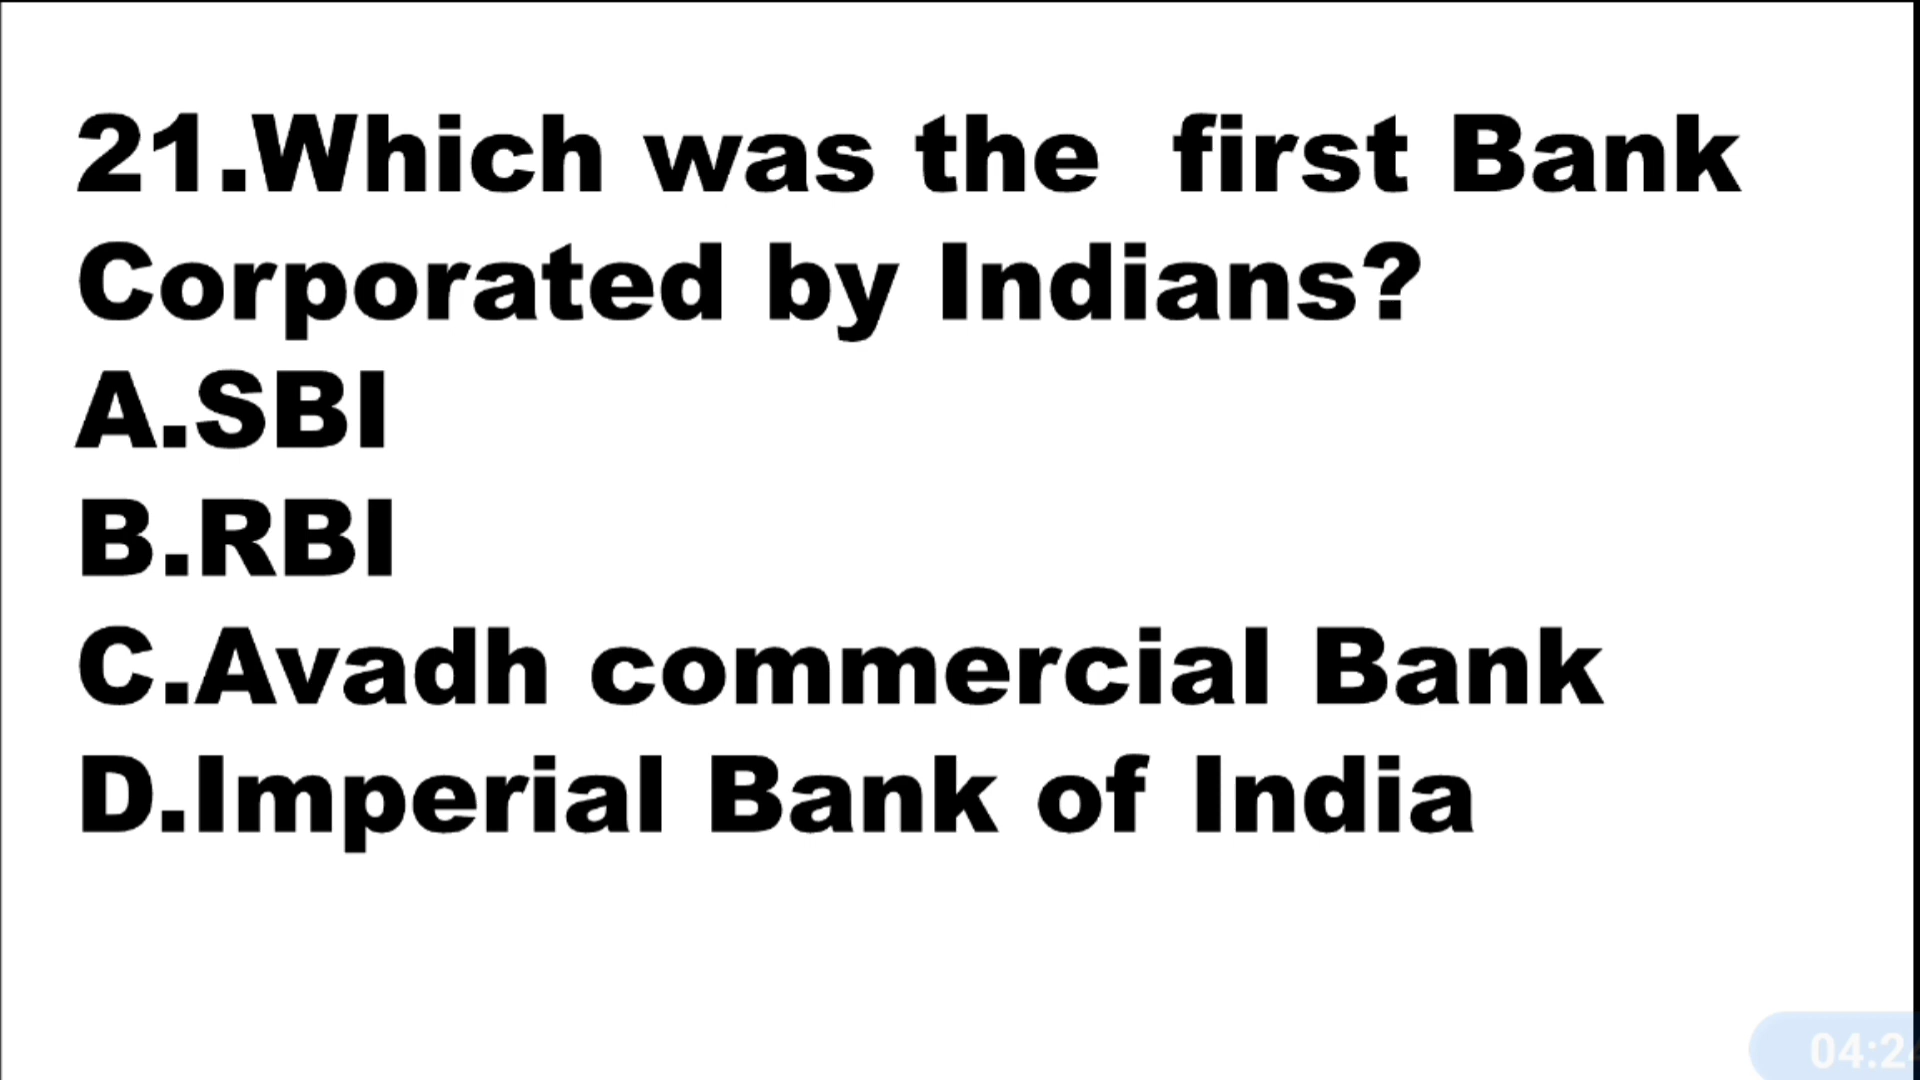 21.Which was the  first Bank
Corporated by Indians?
A.SBI
B.RBI
C.Avadh commercial Bank
D.Imperial Bank of India
04:2